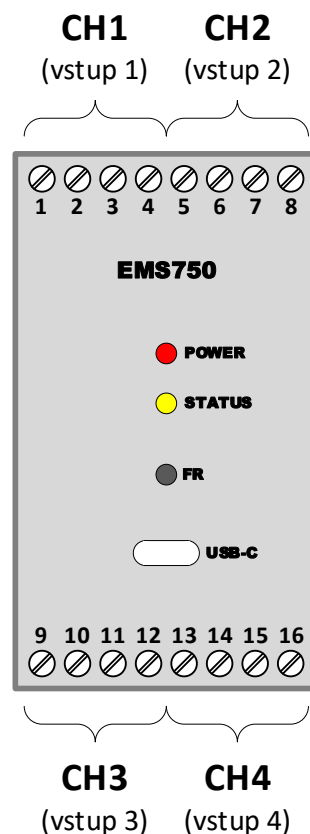 CH1 CH2
(vstup 1) (vstup 2)
1 2 3 4 5 6 7 8
EMS750
POWER
STATUS
FR
USB-C
9 10 11 12 13 14 15 16
CH3 CH4
(vstup 3) (vstup 4)